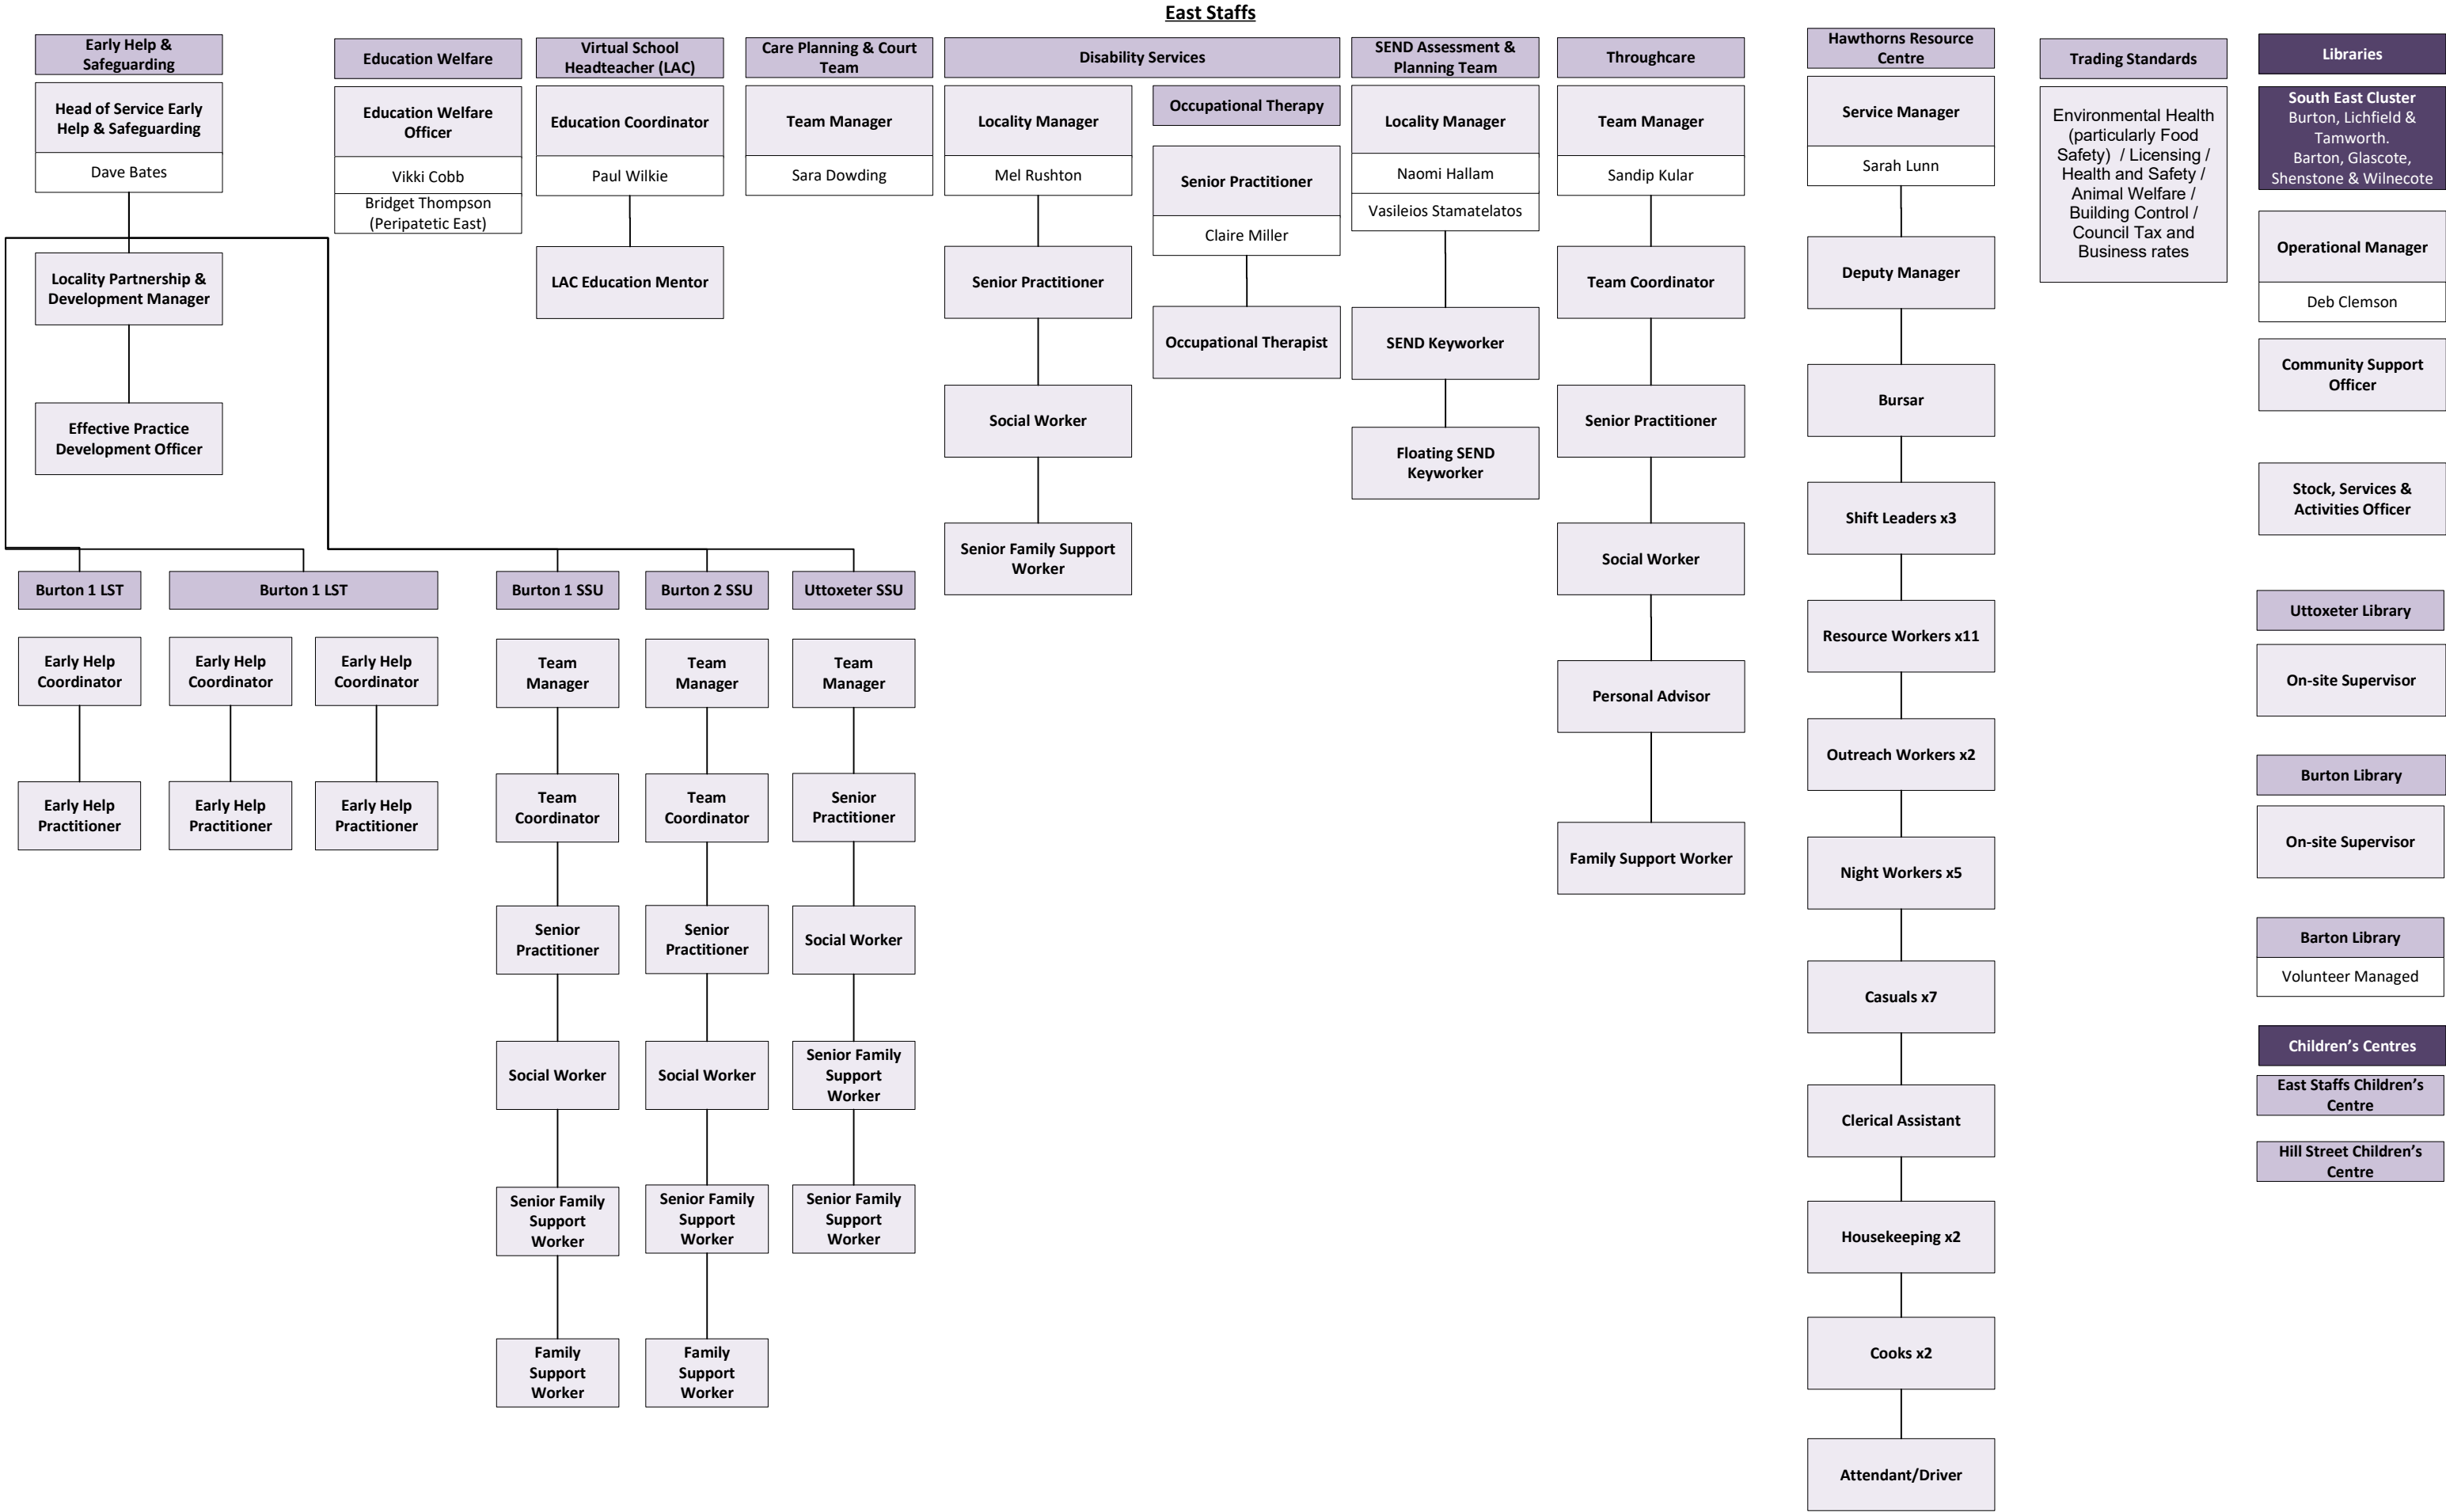 East Staffs
Early Help &
Safeguarding
Head of Service Early
Help & Safeguarding
Dave Bates
Locality Partnership &
Development Manager
Effective Practice
Development Officer
Burton 1 LST
Early Help
Coordinator
Early Help
Practitioner
Burton 1 LST
Early Help
Coordinator
Early Help
Practitioner
Early Help
Coordinator
Early Help
Practitioner
Burton 1 SSU
Team
Manager
Team
Coordinator
Senior
Practitioner
Social Worker
Senior Family
Support
Worker
Family
Support
Worker
Burton 2 SSU
Team
Manager
Team
Coordinator
Senior
Practitioner
Social Worker
Senior Family
Support
Worker
Family
Support
Worker
Uttoxeter SSU
Team
Manager
Senior
Practitioner
Social Worker
Senior Family
Support
Worker
Senior Family
Support
Worker
Education Welfare
Education Welfare
Officer
Vikki Cobb
Bridget Thompson
(Peripatetic East)
Virtual School
Headteacher (LAC)
Education Coordinator
Paul Wilkie
LAC Education Mentor
Care Planning & Court
Team
Team Manager
Sara Dowding
Disability Services
Locality Manager
Mel Rushton
Senior Practitioner
Social Worker
Senior Family Support
Worker
Occupational Therapy
Senior Practitioner
Claire Miller
Occupational Therapist
SEND Assessment &
Planning Team
Locality Manager
Naomi Hallam
Vasileios Stamatelatos
SEND Keyworker
Floating SEND
Keyworker
Throughcare
Team Manager
Sandip Kular
Team Coordinator
Senior Practitioner
Social Worker
Personal Advisor
Family Support Worker
Hawthorns Resource
Centre
Service Manager
Sarah Lunn
Deputy Manager
Bursar
Shift Leaders x3
Resource Workers x11
Outreach Workers x2
Night Workers x5
Casuals x7
Clerical Assistant
Housekeeping x2
Cooks x2
Attendant/Driver
Trading Standards
Environmental Health
(particularly Food
Safety) / Licensing /
Health and Safety /
Animal Welfare /
Building Control /
Council Tax and
Business rates
Libraries
South East Cluster
Burton, Lichfield &
Tamworth.
Barton, Glascote,
Shenstone & Wilnecote
Operational Manager
Deb Clemson
Community Support
Officer
Stock, Services &
Activities Officer
Uttoxeter Library
On-site Supervisor
Burton Library
On-site Supervisor
Barton Library
Volunteer Managed
Children’s Centres
East Staffs Children’s
Centre
Hill Street Children’s
Centre